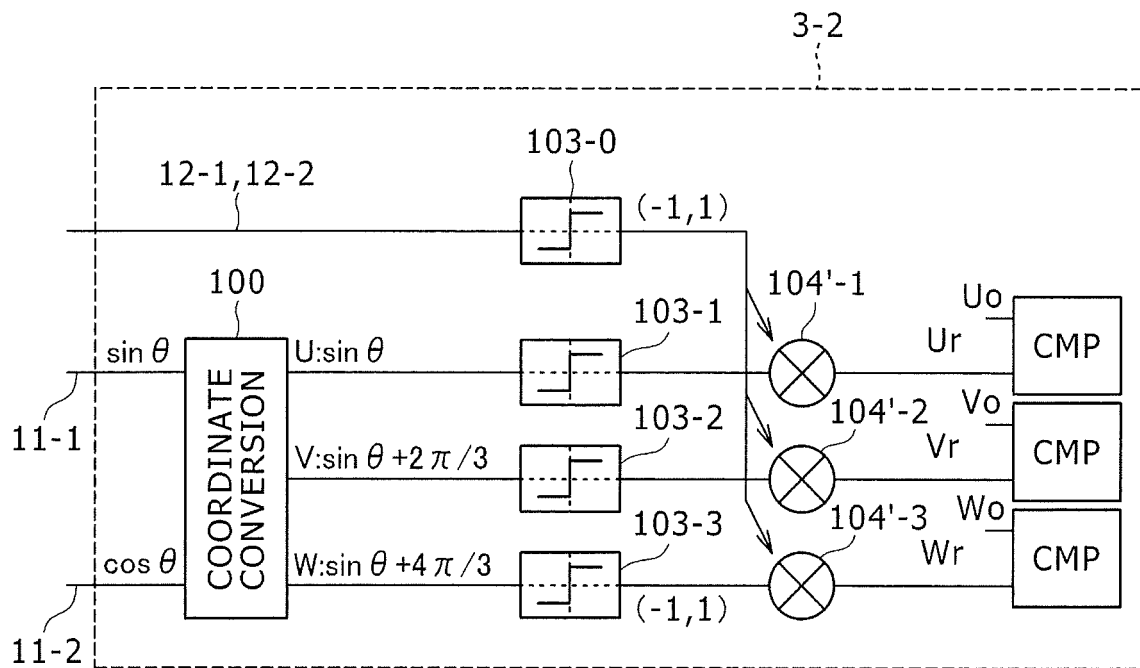 3-2
12-1,12-2
103-0
(-1,1)
100
sin θ
11-1
COORDINATE
CONVERSION
U:sin θ
103-1
104'-1
Uo
Ur
CMP
V:sin θ +2 π/3
103-2
104'-2
Vo
Vr
CMP
cos θ
11-2
W:sin θ +4 π/3
103-3
(-1,1)
104'-3
Wo
Wr
CMP